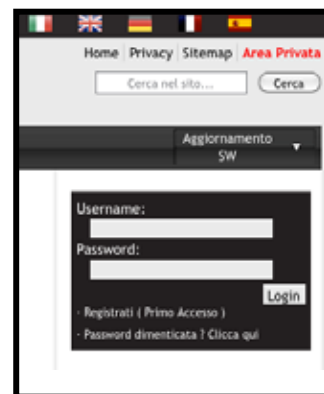 Home Privacy Sitemap Area Privata
Cerca nel sito... Cerca
Aggiornamento
SW
Username:
Password:
Login
- Registrati ( Primo Accesso )
- Password dimenticata ? Clicca qui